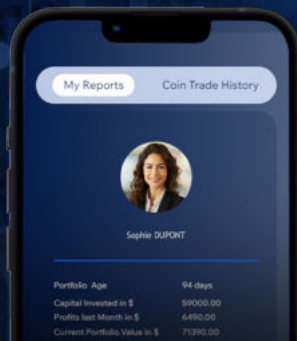 My Reports Coin Trade History
Sophie DUPONT
Portfolio Age 94 days
Capital Invested in $ 59000.00
Profits last Month in $ 6490.00
Current Portfolio Value in $ 71390.00